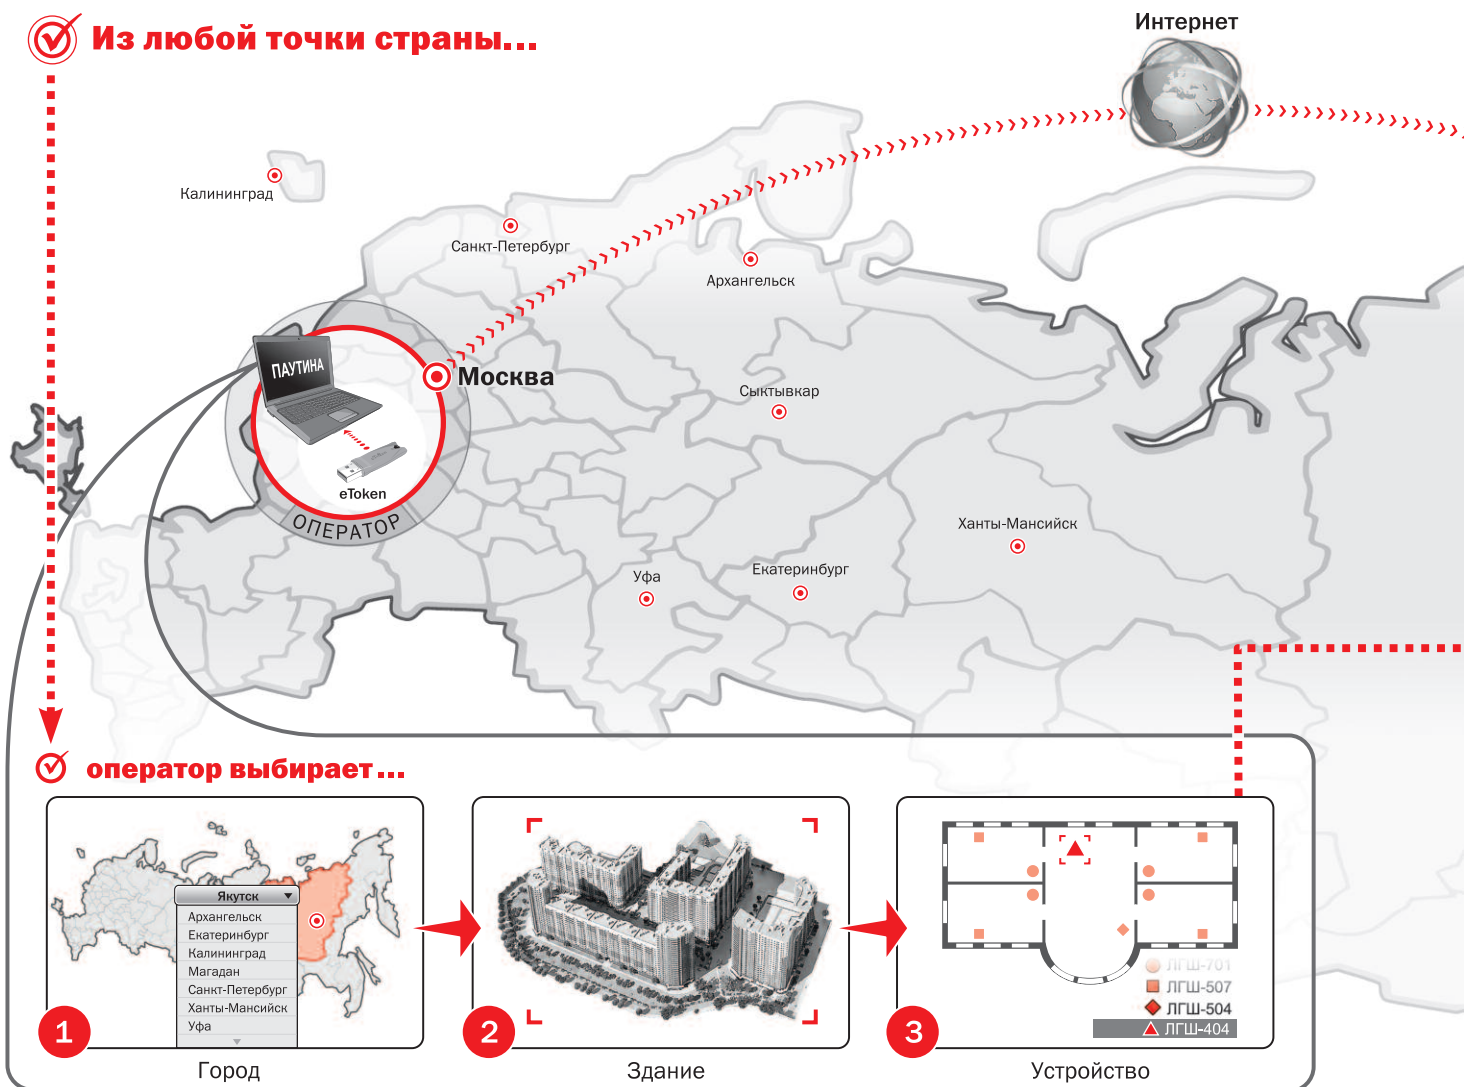 Из любой точки страны...
Интернет
Калининград
Санкт-Петербург
Архангельск
ПАУТИНА
Москва
Сыктывкар
eToken
ОПЕРАТОР
Ханты-Мансийск
Уфа
Екатеринбург
оператор выбирает...
Якутск
Архангельск
Екатеринбург
Калининград
Магадан
Санкт-Петербург
Ханты-Мансийск
Уфа
1
Город
2
Здание
ЛГШ-701
ЛГШ-507
ЛГШ-504
ЛГШ-404
3
Устройство